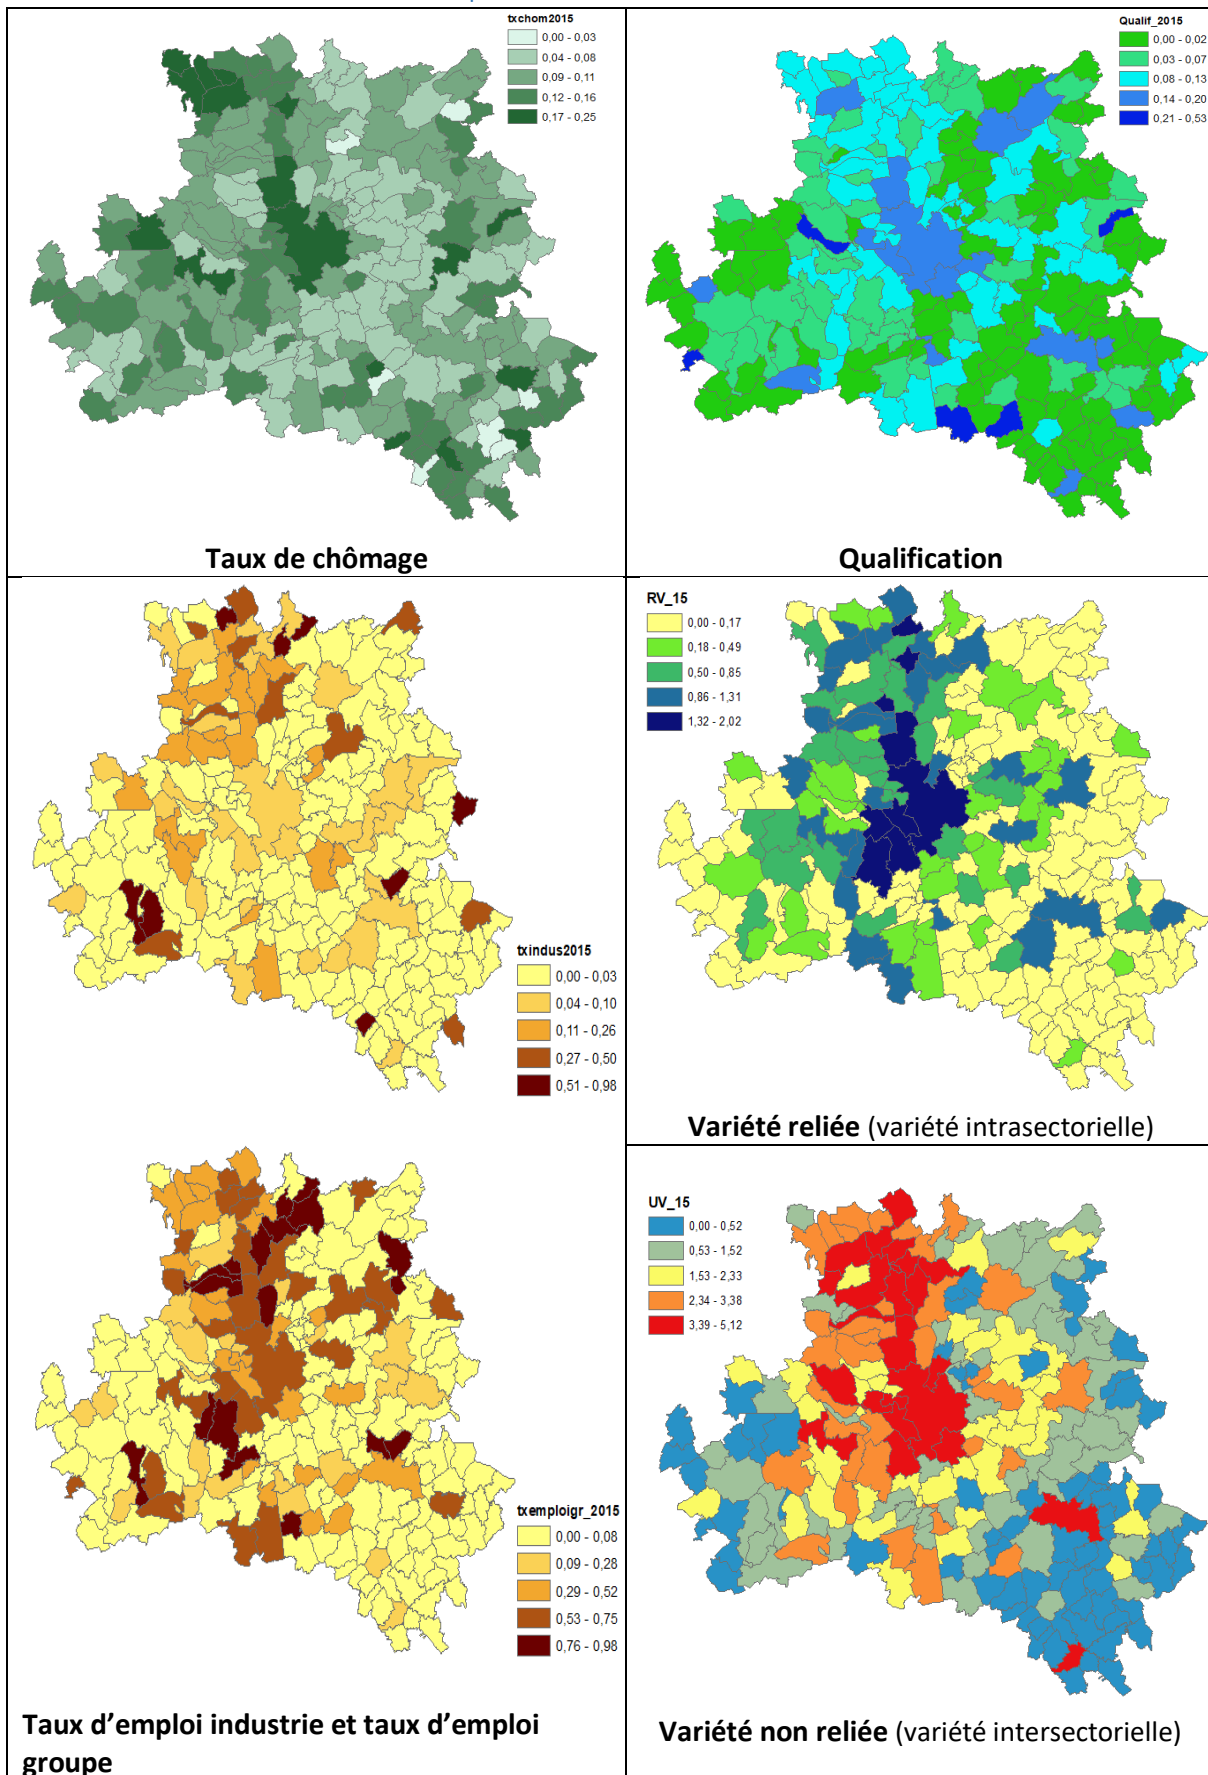 txchom2015
0,00 - 0,03
0,04 - 0,08
0,09 - 0,11
0,12 - 0,16
0,17 - 0,25
Taux de chômage
Qualif_2015
0,00 - 0,02
0,03 - 0,07
0,08 - 0,13
0,14 - 0,20
0,21 - 0,53
Qualification
txindus2015
0,00 - 0,03
0,04 - 0,10
0,11 - 0,26
0,27 - 0,50
0,51 - 0,98
RV_15
0,00 - 0,17
0,18 - 0,49
0,50 - 0,85
0,86 - 1,31
1,32 - 2,02
Variété reliée (variété intrasectorielle)
txemploigr_2015
0,00 - 0,08
0,09 - 0,28
0,29 - 0,52
0,53 - 0,75
0,76 - 0,98
Taux d’emploi industrie et taux d’emploi
groupe
UV_15
0,00 - 0,52
0,53 - 1,52
1,53 - 2,33
2,34 - 3,38
3,39 - 5,12
Variété non reliée (variété intersectorielle)